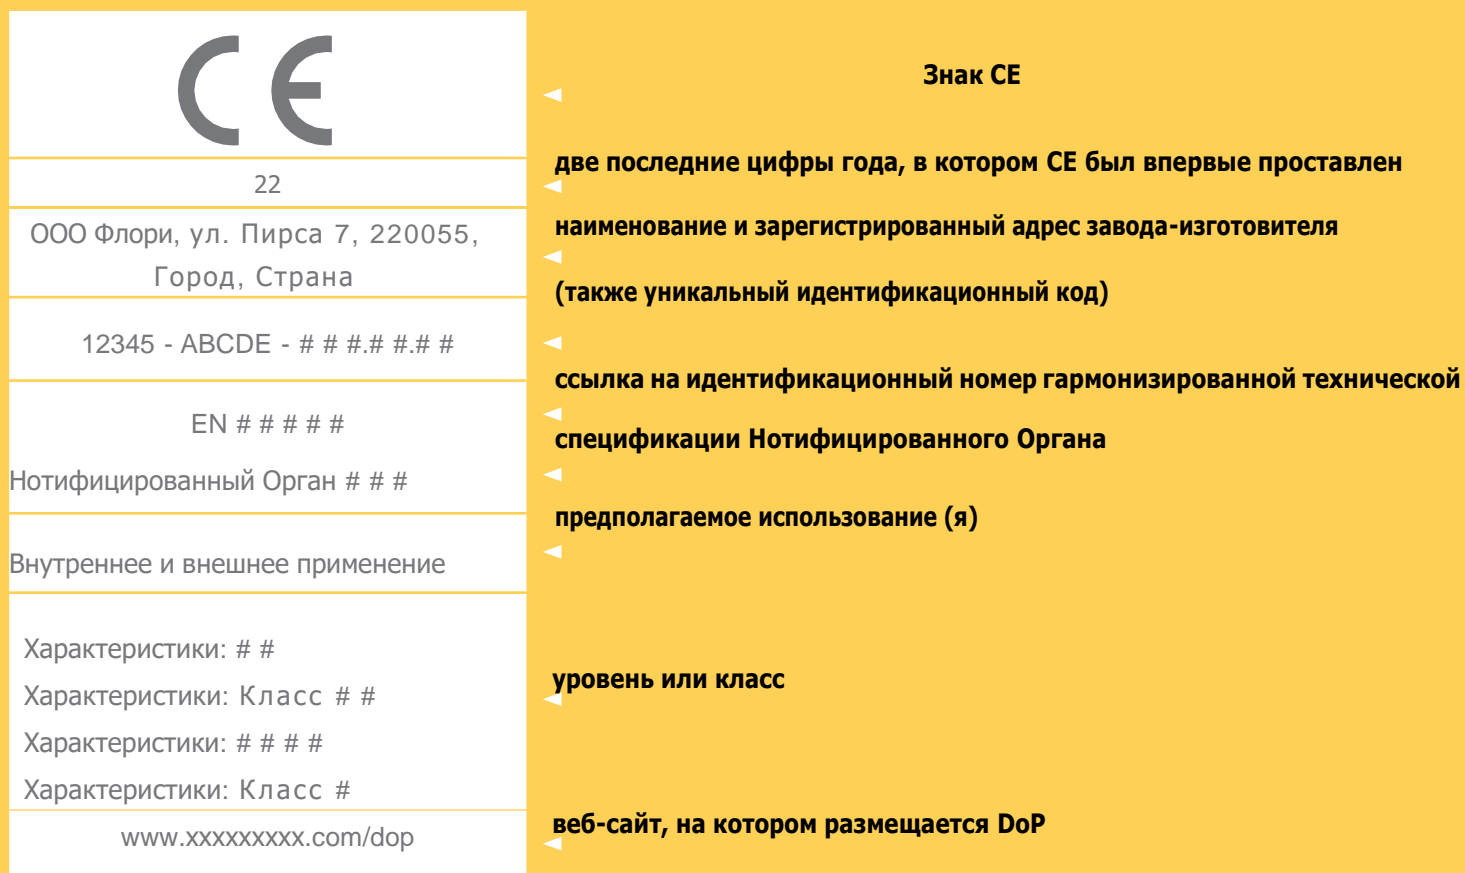 CE
Знак CE
две последние цифры года, в котором CE был впервые проставлен
22
наименование и зарегистрированный адрес завода-изготовителя
ООО Флори, ул. Пирса 7, 220055,
Город, Страна
(также уникальный идентификационный код)
12345 - ABCDE - # # #.# #.# #
ссылка на идентификационный номер гармонизированной технической
EN # # # # #
спецификации Нотифицированного Органа
Нотифицированный Орган # # #
предполагаемое использование (я)
Внутреннее и внешнее применение
Характеристики: # #
уровень или класс
Характеристики: Класс # #
Характеристики: # # # #
Характеристики: Класс #
веб-сайт, на котором размещается DoP
www.xxxxxxxxx.com/dop